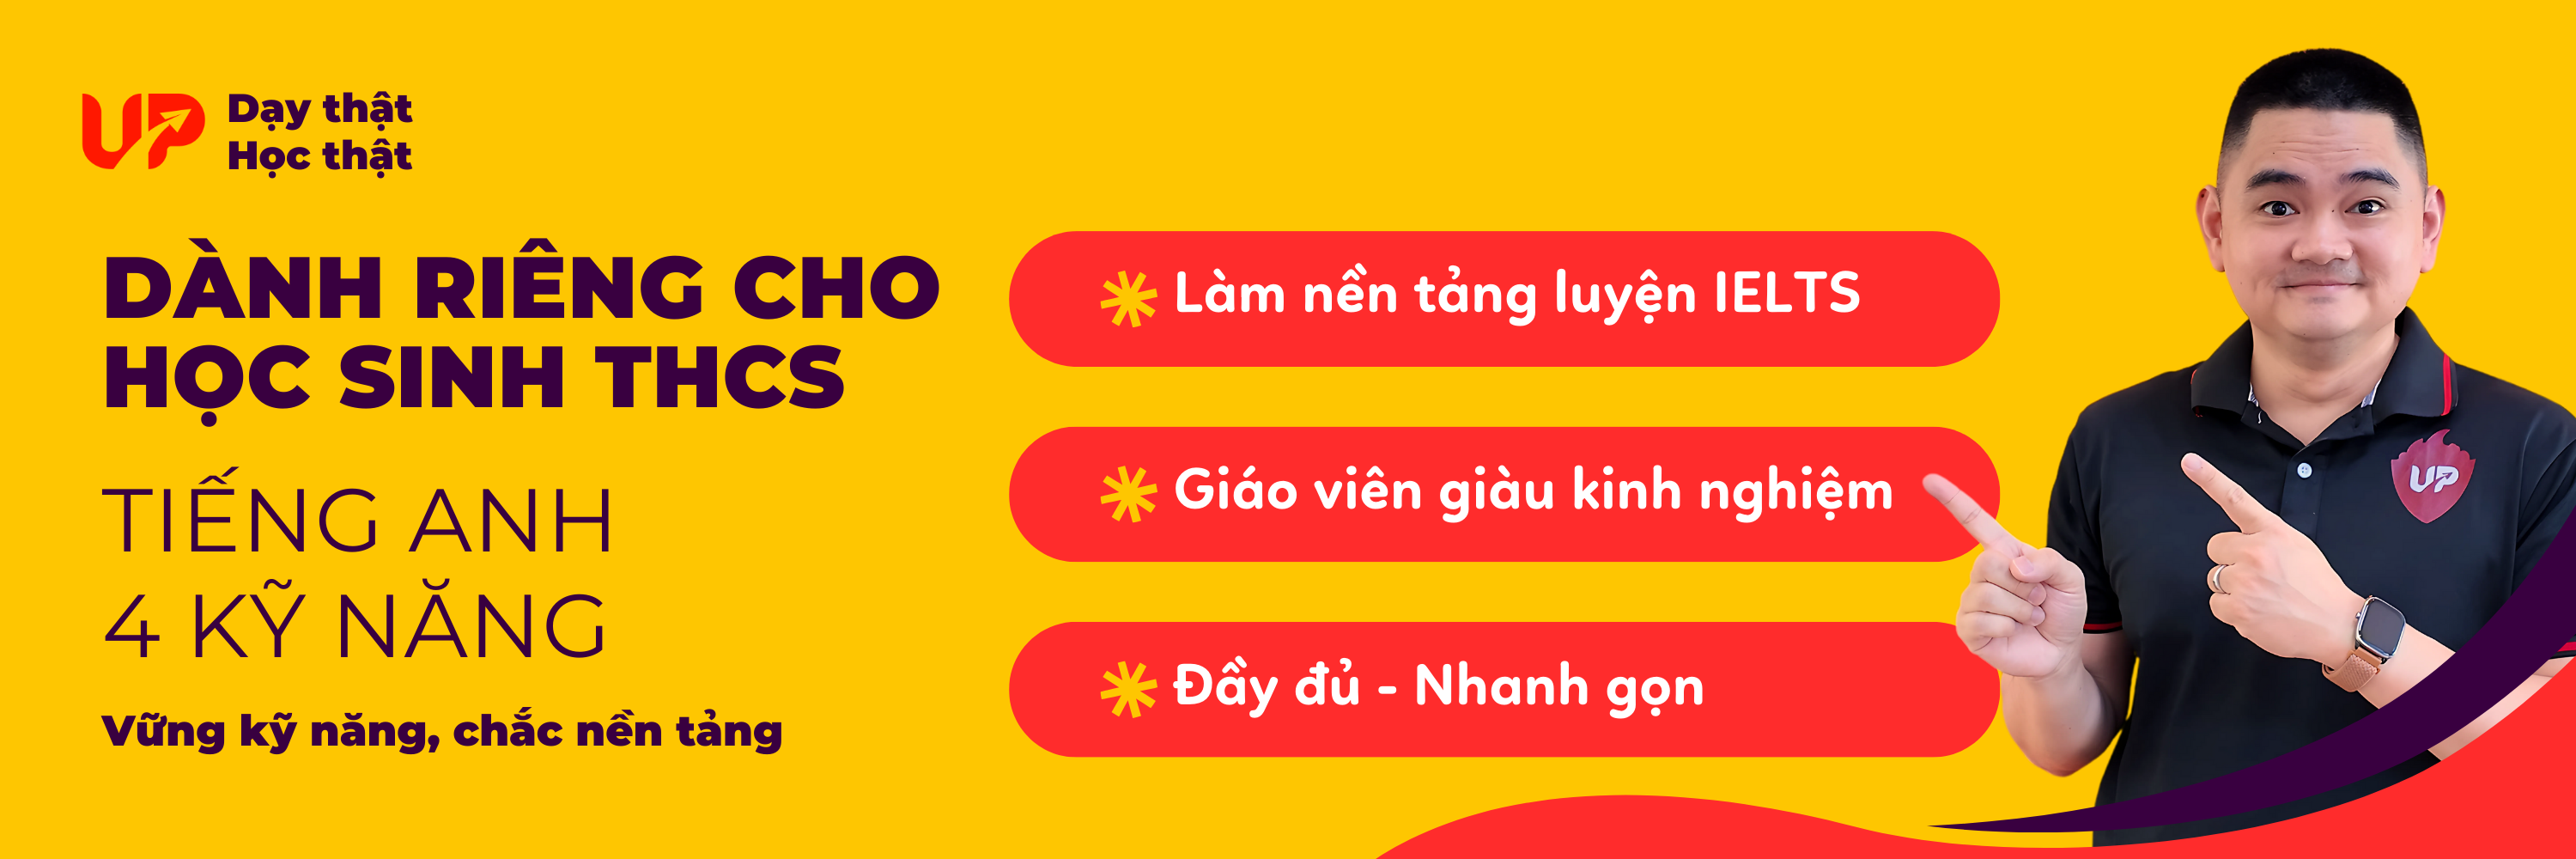 UP
Dạy thật
Học thật
DÀNH RIÊNG CHO
HỌC SINH THCS
TIẾNG ANH
4 KỸ NĂNG
Vững kỹ năng, chắc nền tảng
Làm nền tảng luyện IELTS
Giáo viên giàu kinh nghiệm
Đầy đủ - Nhanh gọn
UP